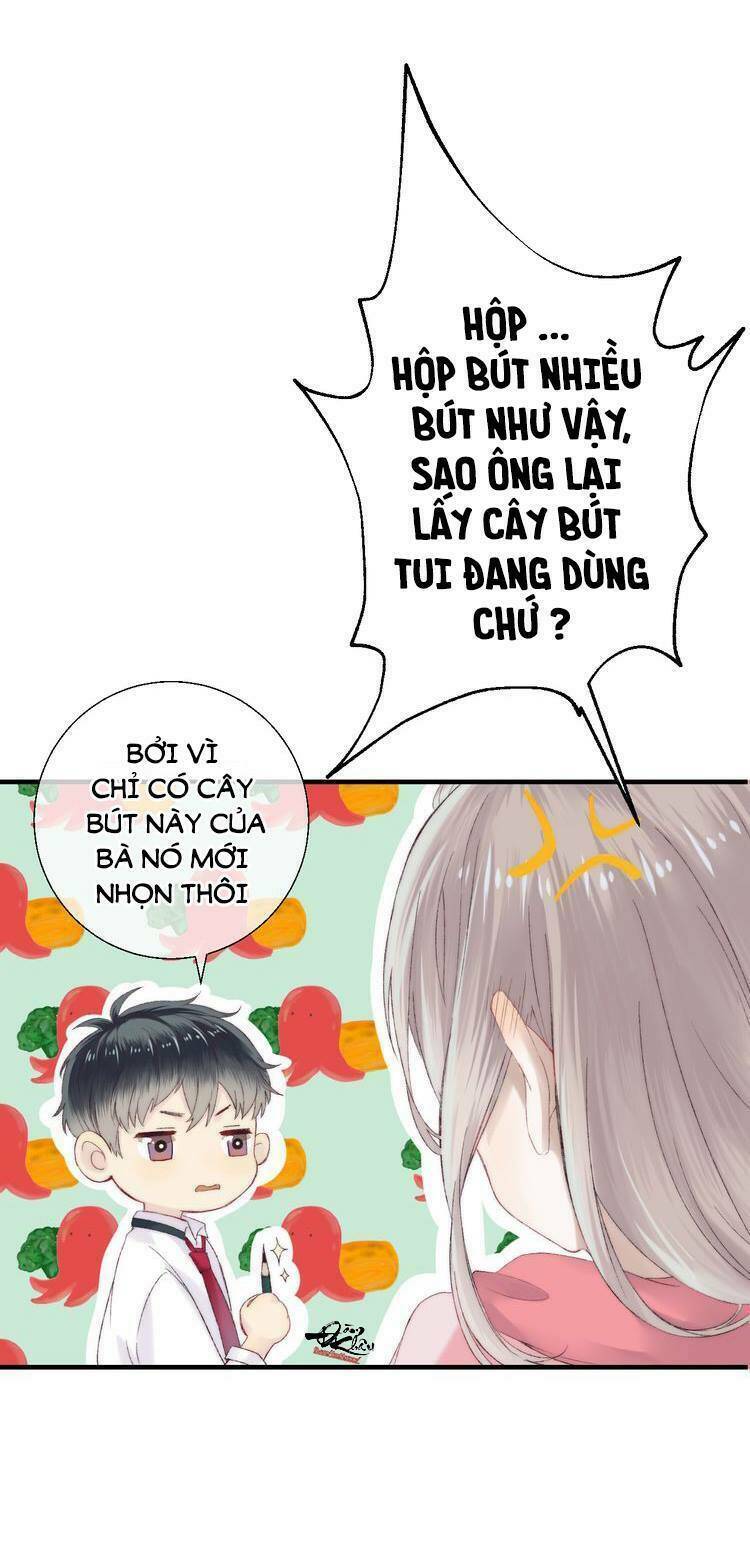 HỘP ...
HỘP BÚT NHIỀU
BÚT NHƯ VẬY,
SAO ÔNG LẠI
LẤY CÂY BÚT
TUI ĐANG DÙNG
CHỨ ?
BỞI VÌ
CHỈ CÓ CÂY
BÚT NÀY CỦA
BÀ NÓ MỚI
NHỌN THÔI